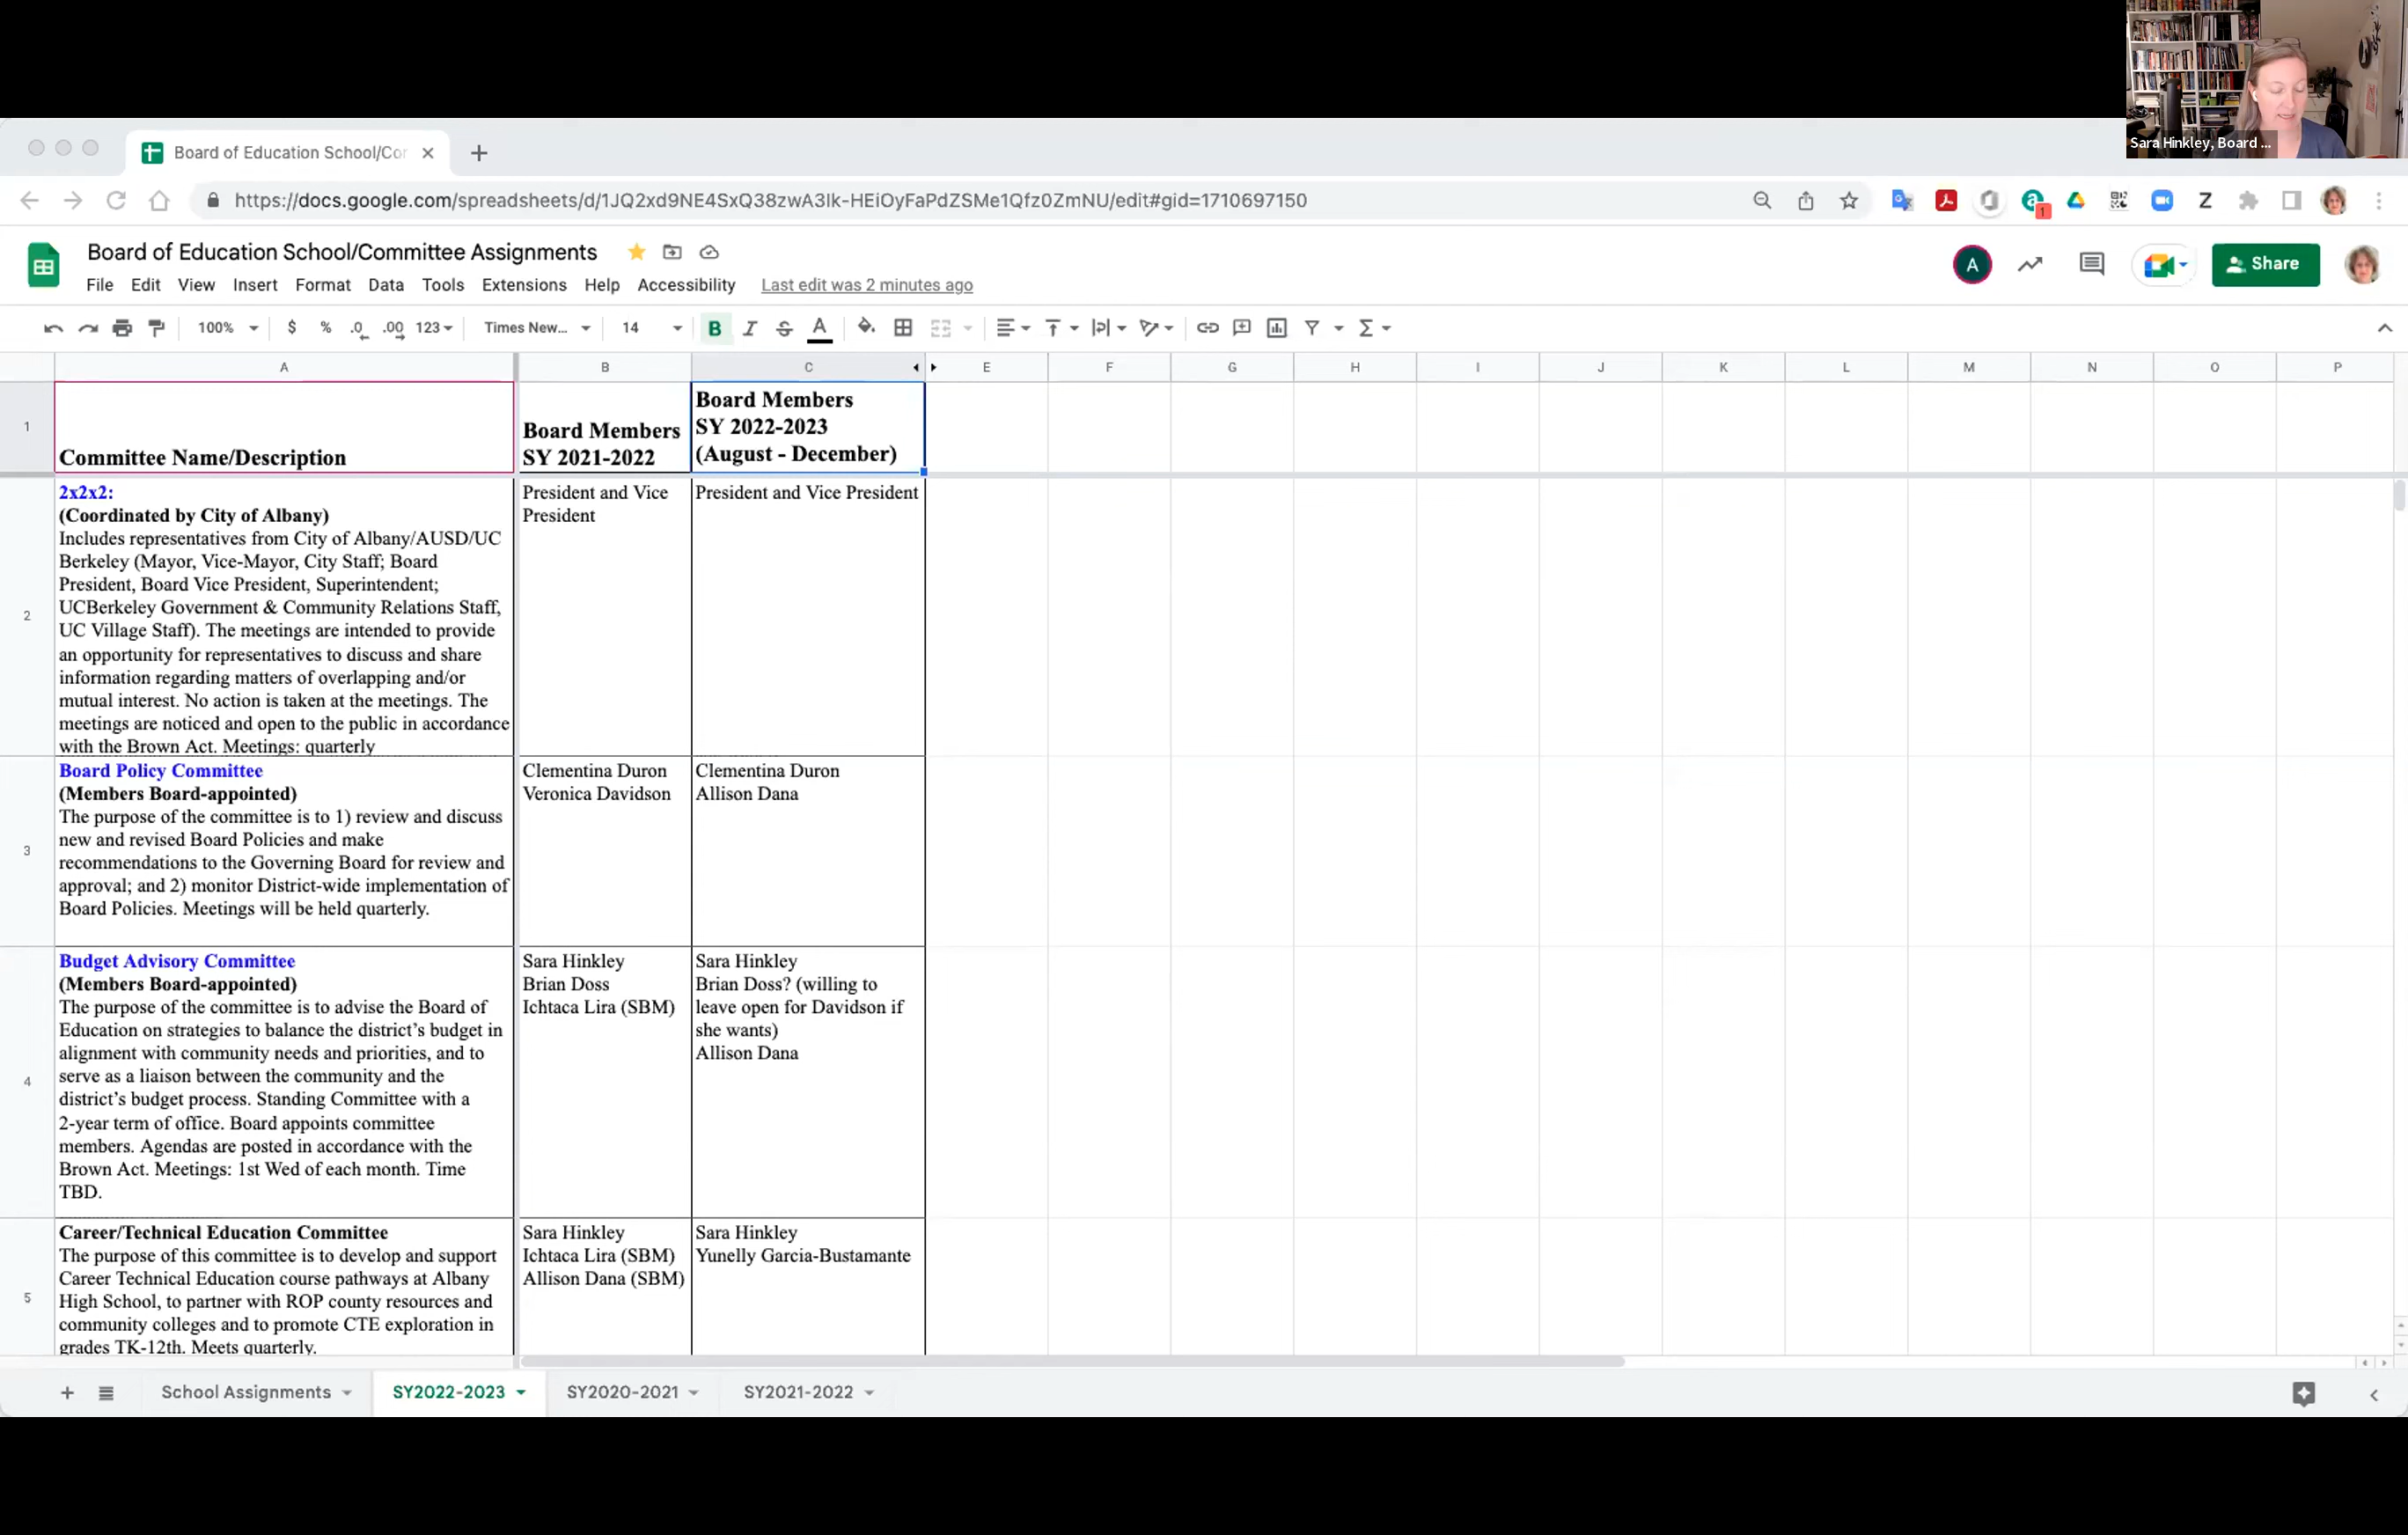 Sara Hinkley, Board ...
Board of Education School/Cor
https://docs.google.com/spreadsheets/d/1JQ2xd9NE4SxQ38zwA3Ik-HEiOyFaPdZSMe1Qfz0ZmNU/edit#gid=1710697150
1
Z
Board of Education School/Committee Assignments
A
Share
File Edit View Insert Format Data Tools Extensions Help Accessibility Last edit was 2 minutes ago
100% $ % .0 .00 123 Times New... 14 B I S A Σ
A B C E F G H I J K L M N O P
1
Committee Name/Description
Board Members
SY 2021-2022
Board Members
SY 2022-2023
(August - December)
2
2x2x2:
(Coordinated by City of Albany)
Includes representatives from City of Albany/AUSD/UC
Berkeley (Mayor, Vice-Mayor, City Staff; Board
President, Board Vice President, Superintendent;
UCBerkeley Government & Community Relations Staff,
UC Village Staff). The meetings are intended to provide
an opportunity for representatives to discuss and share
information regarding matters of overlapping and/or
mutual interest. No action is taken at the meetings. The
meetings are noticed and open to the public in accordance
with the Brown Act. Meetings: quarterly
President and Vice
President
President and Vice President
3
Board Policy Committee
(Members Board-appointed)
The purpose of the committee is to 1) review and discuss
new and revised Board Policies and make
recommendations to the Governing Board for review and
approval; and 2) monitor District-wide implementation of
Board Policies. Meetings will be held quarterly.
Clementina Duron
Veronica Davidson
Clementina Duron
Allison Dana
4
Budget Advisory Committee
(Members Board-appointed)
The purpose of the committee is to advise the Board of
Education on strategies to balance the district's budget in
alignment with community needs and priorities, and to
serve as a liaison between the community and the
district's budget process. Standing Committee with a
2-year term of office. Board appoints committee
members. Agendas are posted in accordance with the
Brown Act. Meetings: 1st Wed of each month. Time
TBD.
Sara Hinkley
Brian Doss
Ichtaca Lira (SBM)
Sara Hinkley
Brian Doss? (willing to
leave open for Davidson if
she wants)
Allison Dana
5
Career/Technical Education Committee
The purpose of this committee is to develop and support
Career Technical Education course pathways at Albany
High School, to partner with ROP county resources and
community colleges and to promote CTE exploration in
grades TK-12th. Meets quarterly.
Sara Hinkley
Ichtaca Lira (SBM)
Allison Dana (SBM)
Sara Hinkley
Yunelly Garcia-Bustamante
School Assignments SY2022-2023 SY2020-2021 SY2021-2022